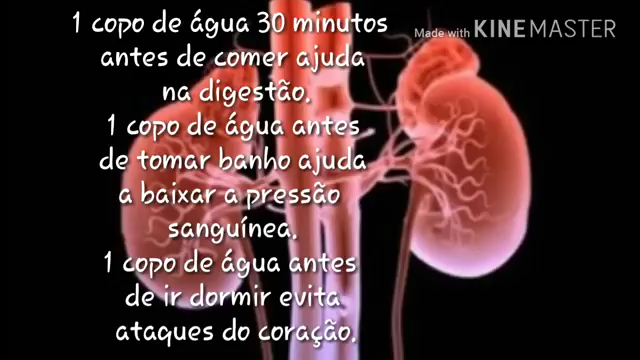 1 copo de água 30 minutos
Made with KINEMASTER
antes de comer ajuda
na digestão.
1 copo de água antes
de tomar banho ajuda
a baixar a pressão
sanguínea.
1 copo de água antes
de ir dormir evita
ataques do coração.